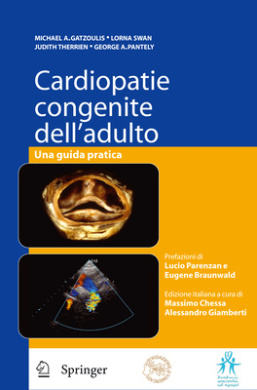 MICHAEL A.GATZOULIS • LORNA SWAN
JUDITH THERRIEN • GEORGE A.PANTELY
Cardiopatie
congenite
dell'adulto
Una guida pratica
Prefazioni di
Lucio Parenzan e
Eugene Braunwald
Edizione italiana a cura di
Massimo Chessa
Alessandro Giamberti
Springer